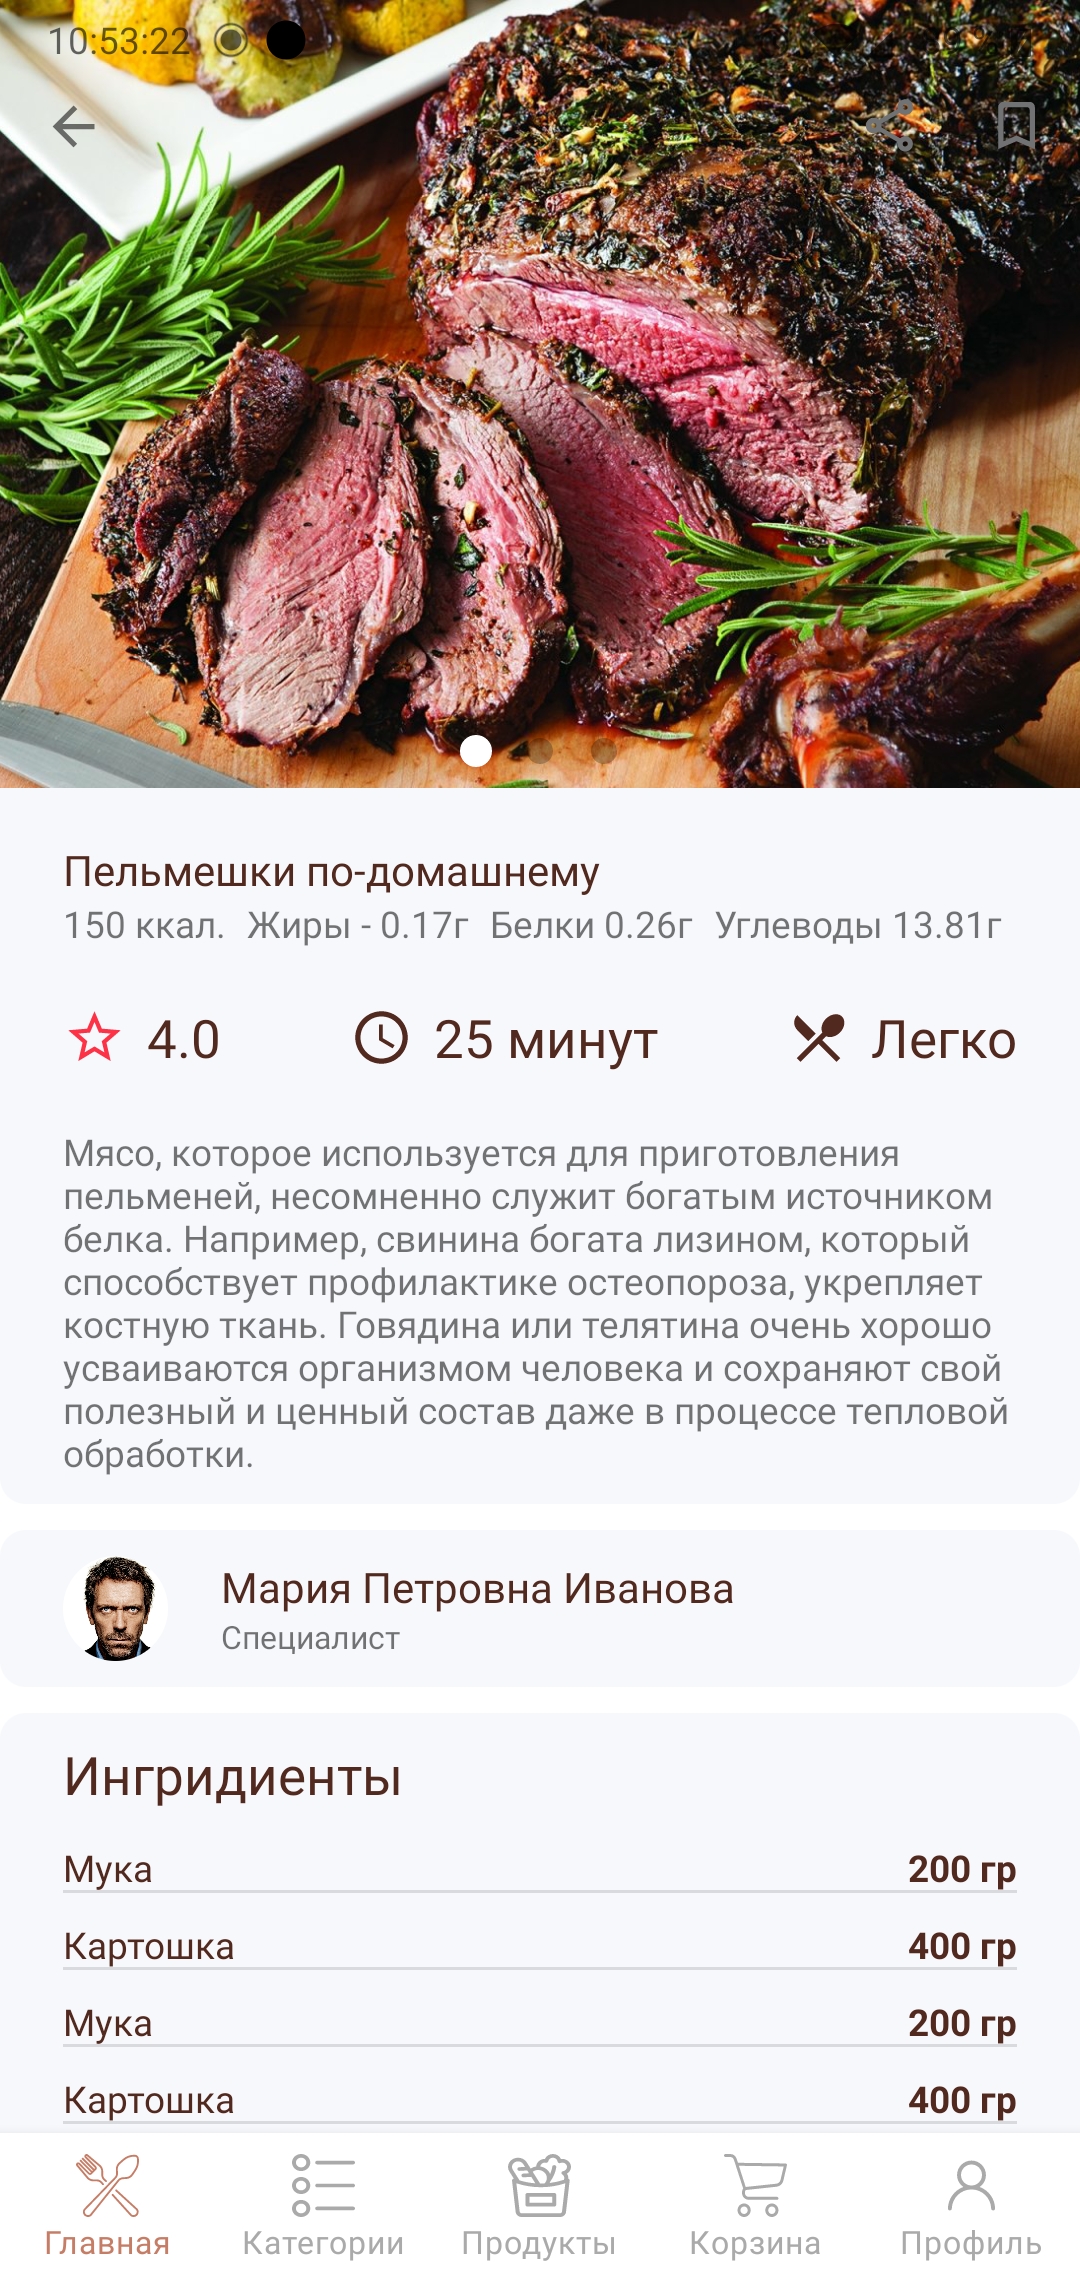 10:53:22
Пельмешки по-домашнему
150 ккал. Жиры - 0.17г Белки 0.26г Углеводы 13.81г
4.0 25 минут Легко
Мясо, которое используется для приготовления
пельменей, несомненно служит богатым источником
белка. Например, свинина богата лизином, который
способствует профилактике остеопороза, укрепляет
костную ткань. Говядина или телятина очень хорошо
усваиваются организмом человека и сохраняют свой
полезный и ценный состав даже в процессе тепловой
обработки.
Мария Петровна Иванова
Специалист
Ингридиенты
Мука 200 гр
Картошка 400 гр
Мука 200 гр
Картошка 400 гр
Главная Категории Продукты Корзина Профиль